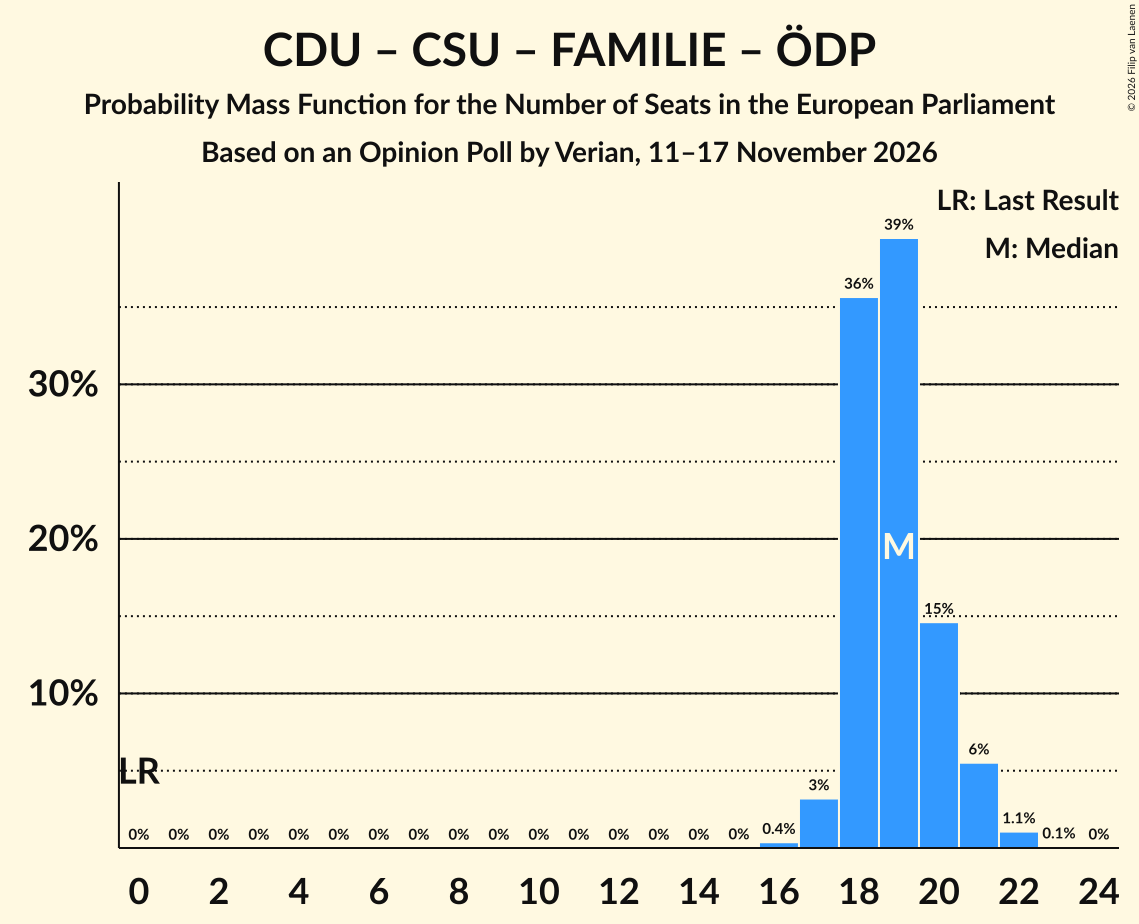 CDU – CSU – FAMILIE – ÖDP
Probability Mass Function for the Number of Seats in the European Parliament
Based on an Opinion Poll by Verian, 11–17 November 2026
© 2026 Filip van Laenen
LR: Last Result
M: Median
39%
36%
30%
20%
M
15%
10%
LR
6%
3%
0% 0% 0% 0% 0% 0% 0% 0% 0% 0% 0% 0% 0% 0% 0% 0% 0.4% 1.1% 0.1% 0%
0 2 4 6 8 10 12 14 16 18 20 22 24